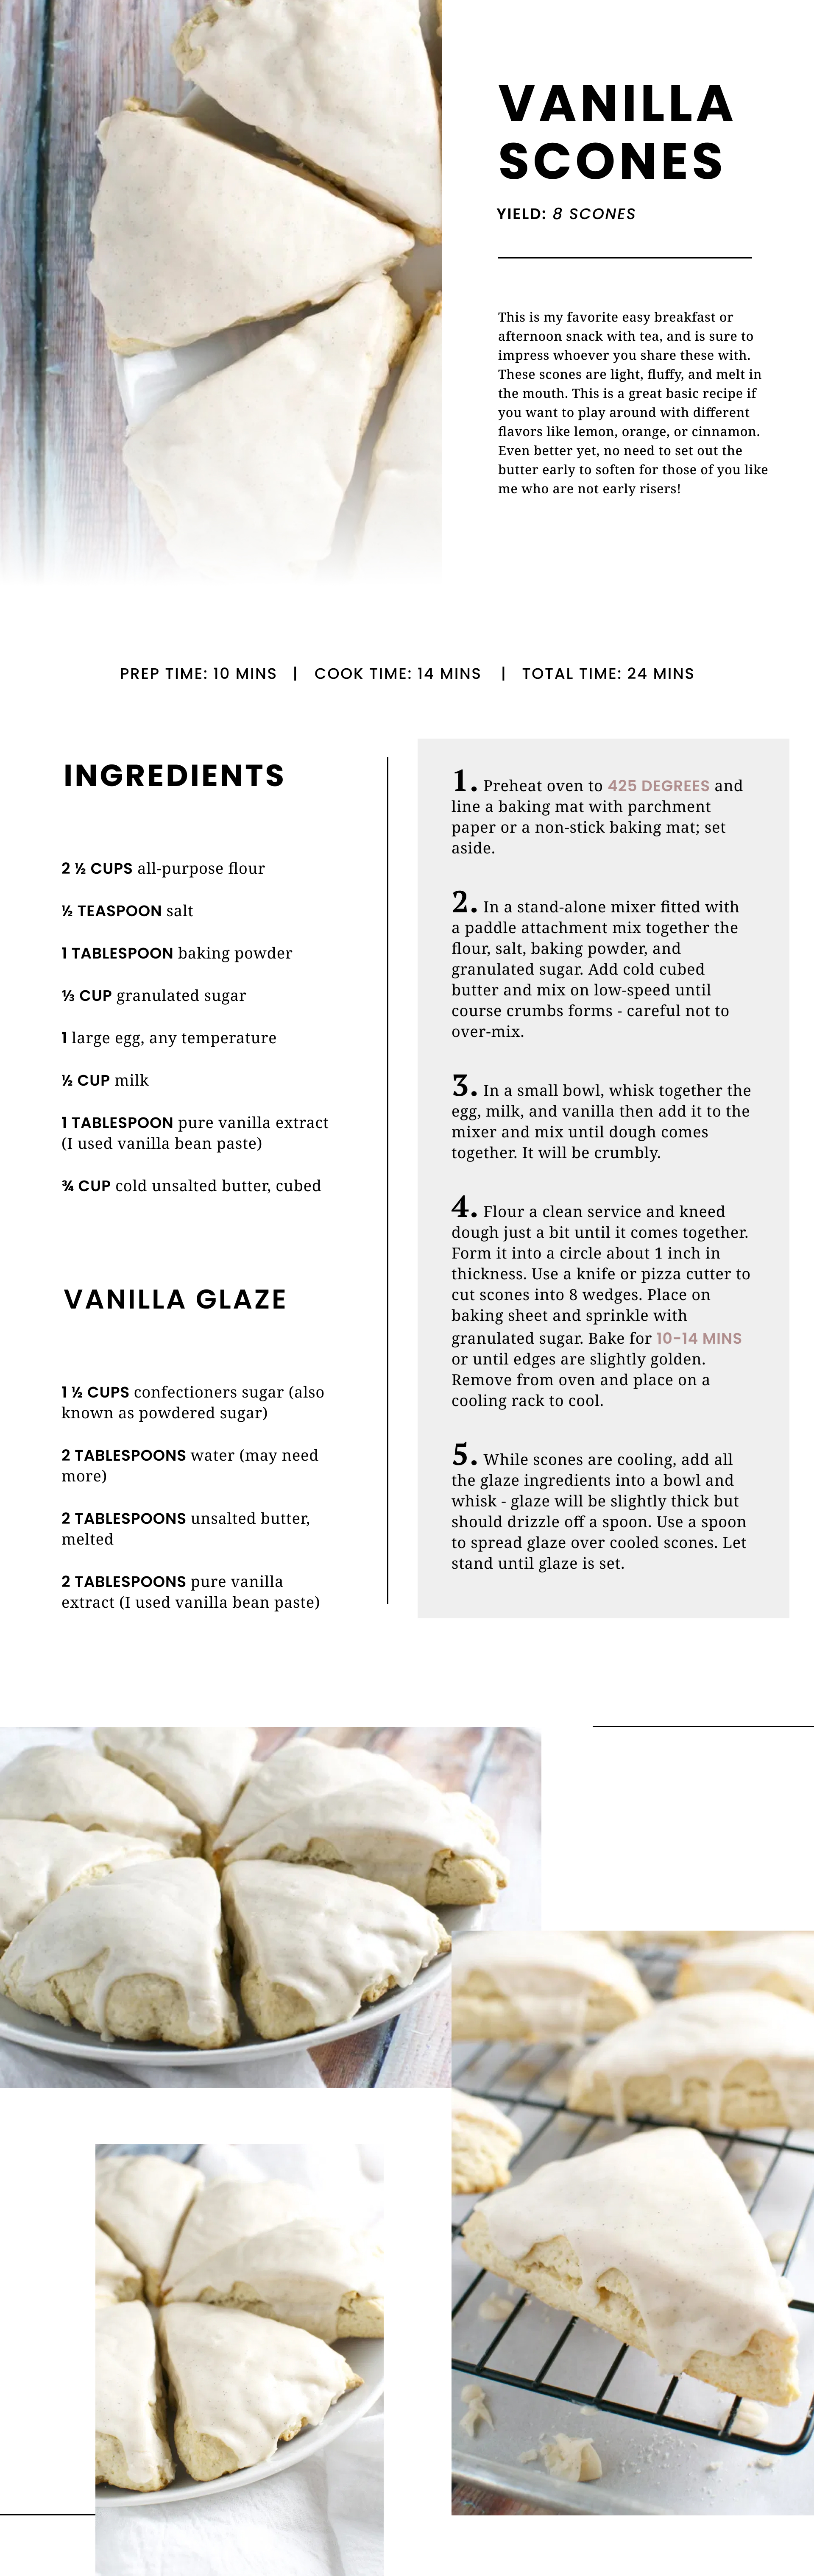 VANILLA
SCONES
YIELD: 8 SCONES
This is my favorite easy breakfast or
afternoon snack with tea, and is sure to
impress whoever you share these with.
These scones are light, fluffy, and melt in
the mouth. This is a great basic recipe if
you want to play around with different
flavors like lemon, orange, or cinnamon.
Even better yet, no need to set out the
butter early to soften for those of you like
me who are not early risers!
PREP TIME: 10 MINS | COOK TIME: 14 MINS | TOTAL TIME: 24 MINS
INGREDIENTS
2 ½ CUPS all-purpose flour
½ TEASPOON salt
1 TABLESPOON baking powder
⅓ CUP granulated sugar
1 large egg, any temperature
½ CUP milk
1 TABLESPOON pure vanilla extract
(I used vanilla bean paste)
¾ CUP cold unsalted butter, cubed
VANILLA GLAZE
1 ½ CUPS confectioners sugar (also
known as powdered sugar)
2 TABLESPOONS water (may need
more)
2 TABLESPOONS unsalted butter,
melted
2 TABLESPOONS pure vanilla
extract (I used vanilla bean paste)
1. Preheat oven to 425 DEGREES and
line a baking mat with parchment
paper or a non-stick baking mat; set
aside.
2. In a stand-alone mixer fitted with
a paddle attachment mix together the
flour, salt, baking powder, and
granulated sugar. Add cold cubed
butter and mix on low-speed until
course crumbs forms - careful not to
over-mix.
3. In a small bowl, whisk together the
egg, milk, and vanilla then add it to the
mixer and mix until dough comes
together. It will be crumbly.
4. Flour a clean service and kneed
dough just a bit until it comes together.
Form it into a circle about 1 inch in
thickness. Use a knife or pizza cutter to
cut scones into 8 wedges. Place on
baking sheet and sprinkle with
granulated sugar. Bake for 10-14 MINS
or until edges are slightly golden.
Remove from oven and place on a
cooling rack to cool.
5. While scones are cooling, add all
the glaze ingredients into a bowl and
whisk - glaze will be slightly thick but
should drizzle off a spoon. Use a spoon
to spread glaze over cooled scones. Let
stand until glaze is set.